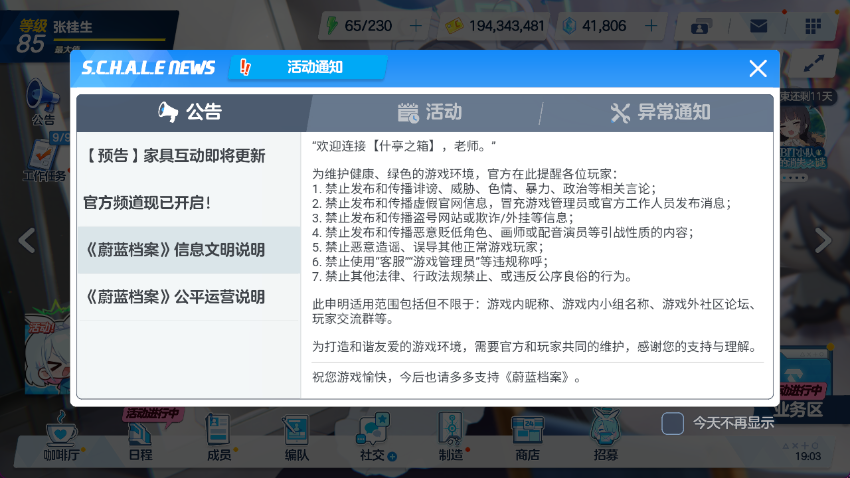 等级
85
张桂生
65/230
194,343,481
41,806
S.C.H.A.L.E NEWS
活动通知
公告
活动
异常通知
公告
9/9
工作任务
【预告】家具互动即将更新
官方频道现已开启！
《蔚蓝档案》信息文明说明
《蔚蓝档案》公平运营说明
“欢迎连接【什亭之箱】，老师。”
为维护健康、绿色的游戏环境，官方在此提醒各位玩家：
1. 禁止发布和传播诽谤、威胁、色情、暴力、政治等相关言论；
2. 禁止发布和传播虚假官网信息，冒充游戏管理员或官方工作人员发布消息；
3. 禁止发布和传播盗号网站或欺诈/外挂等信息；
4. 禁止发布和传播恶意贬低角色、画师或配音演员等引战性质的内容；
5. 禁止恶意造谣、误导其他正常游戏玩家；
6. 禁止使用“客服”“游戏管理员”等违规称呼；
7. 禁止其他法律、行政法规禁止、或违反公序良俗的行为。
此申明适用范围包括但不限于：游戏内昵称、游戏内小组名称、游戏外社区论坛、
玩家交流群等。
为打造和谐友爱的游戏环境，需要官方和玩家共同的维护，感谢您的支持与理解。
祝您游戏愉快，今后也请多多支持《蔚蓝档案》。
活动！
活动进行中
活动进行中
业务区
今天不再显示
咖啡厅
日程
成员
编队
社交
制造
商店
招募
19:03